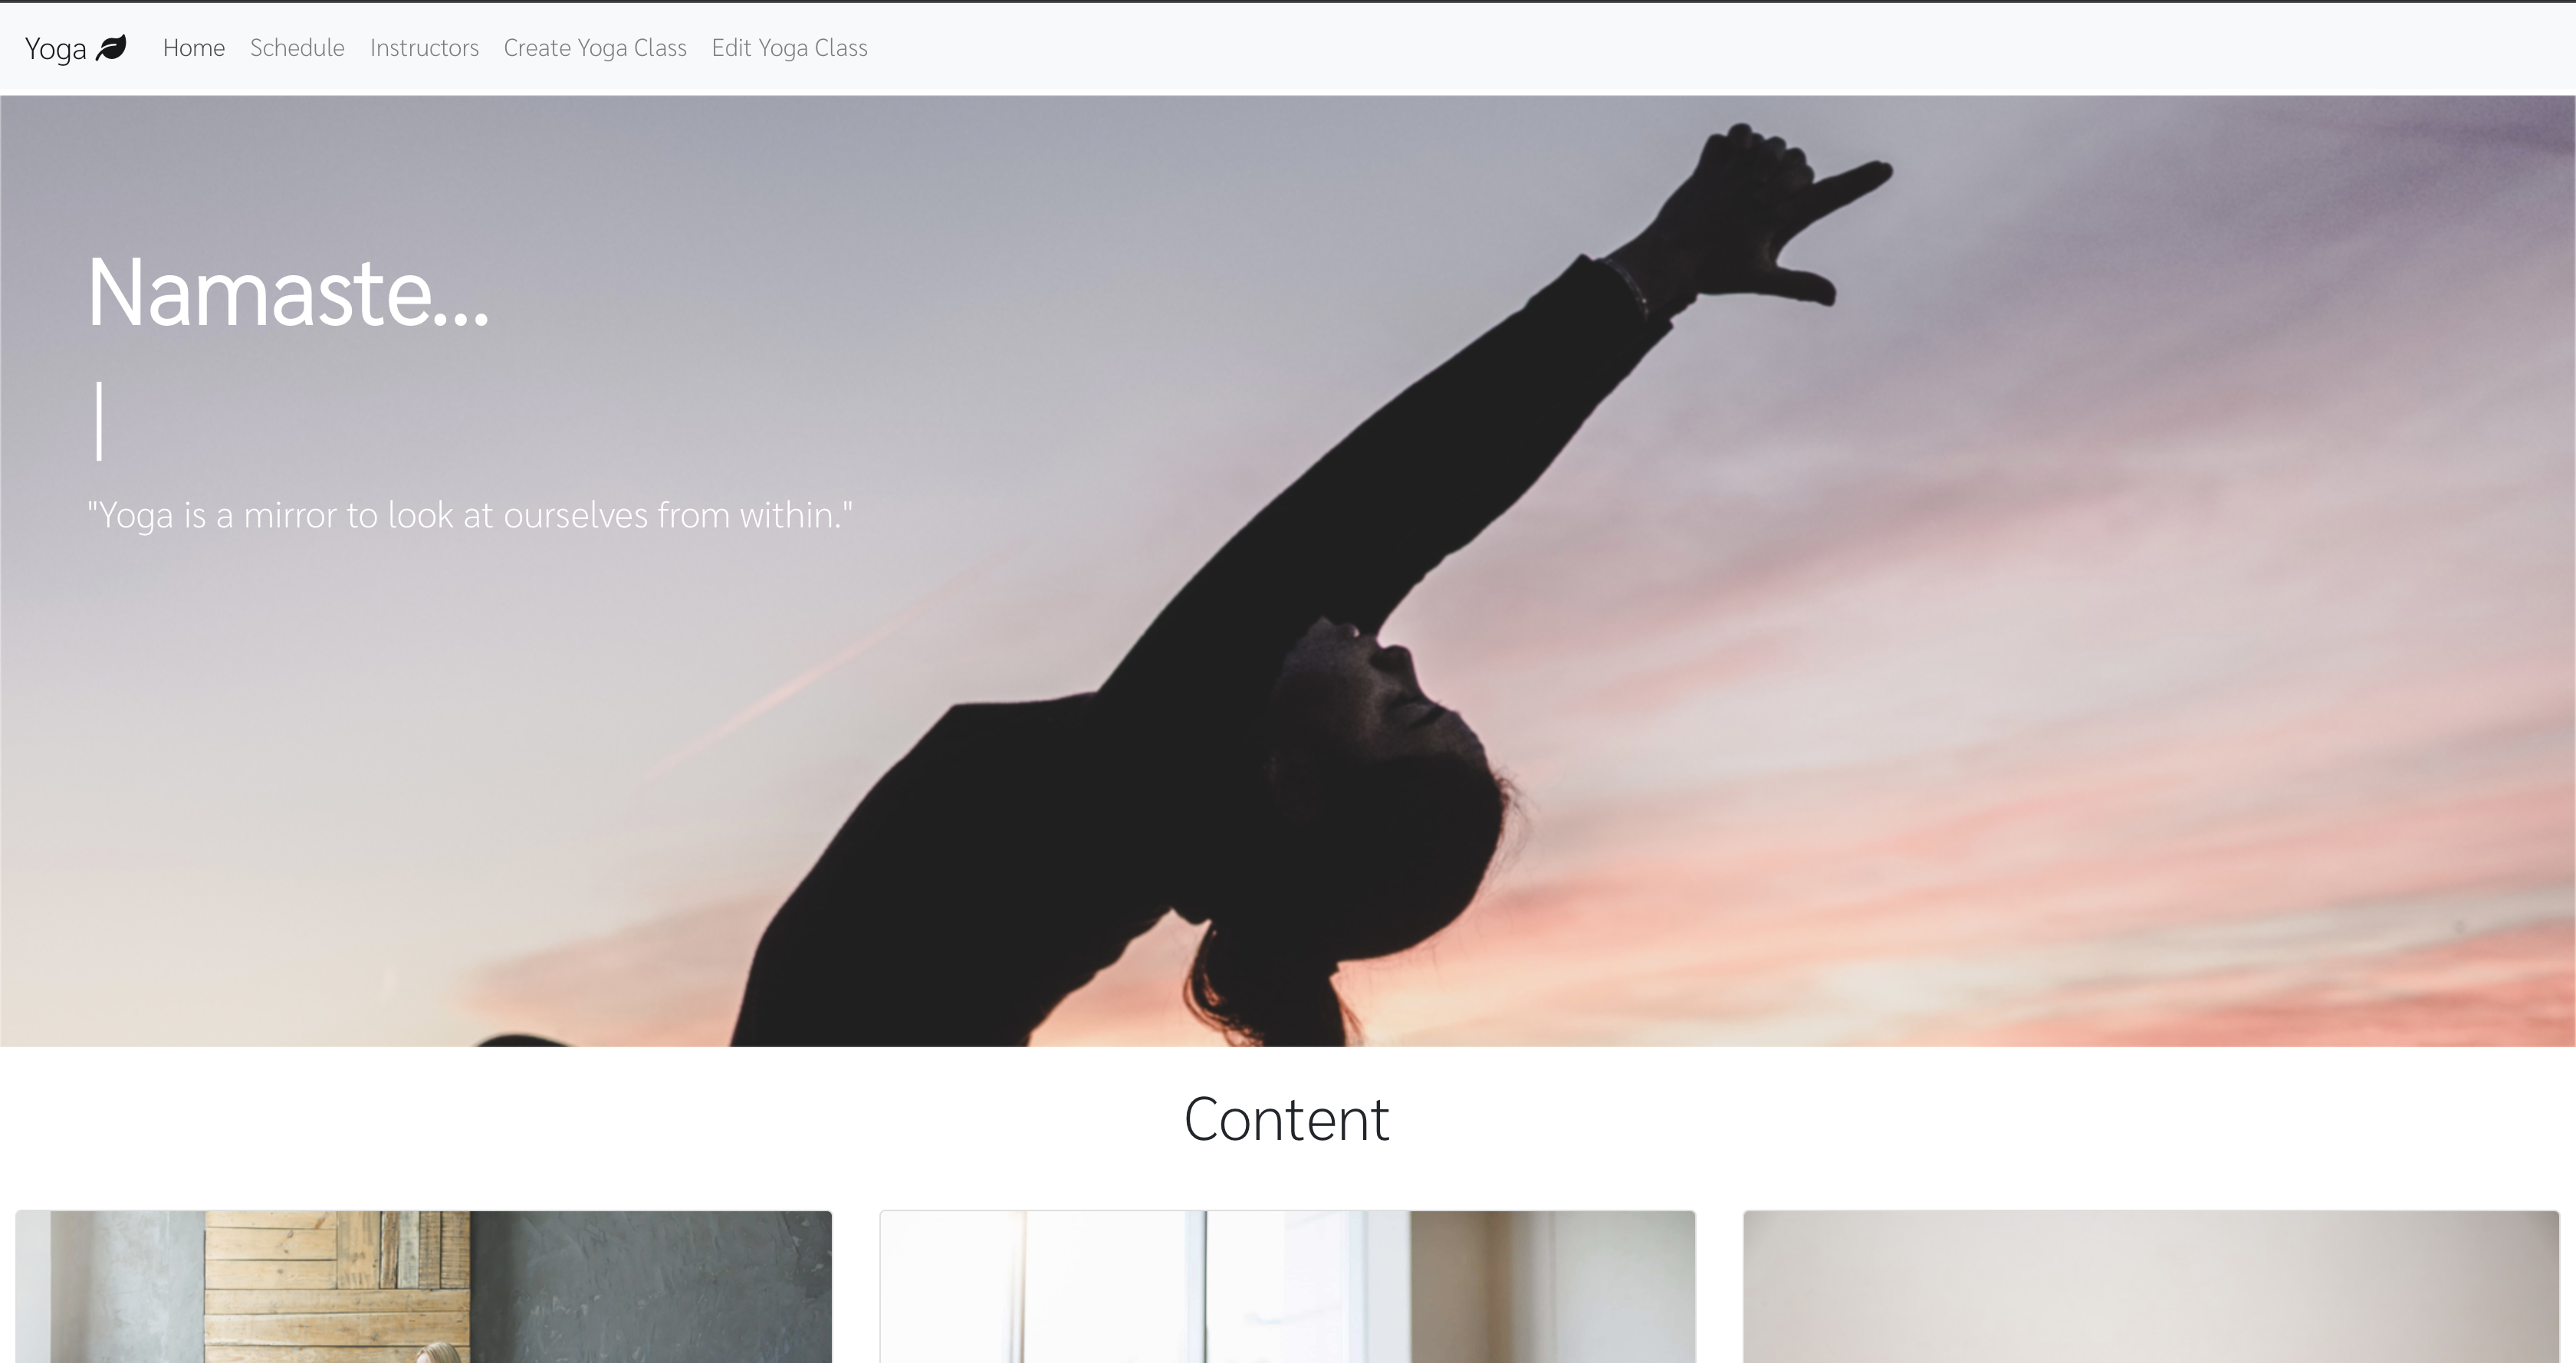 Yoga
Home Schedule Instructors Create Yoga Class Edit Yoga Class
Namaste...
|
"Yoga is a mirror to look at ourselves from within."
Content